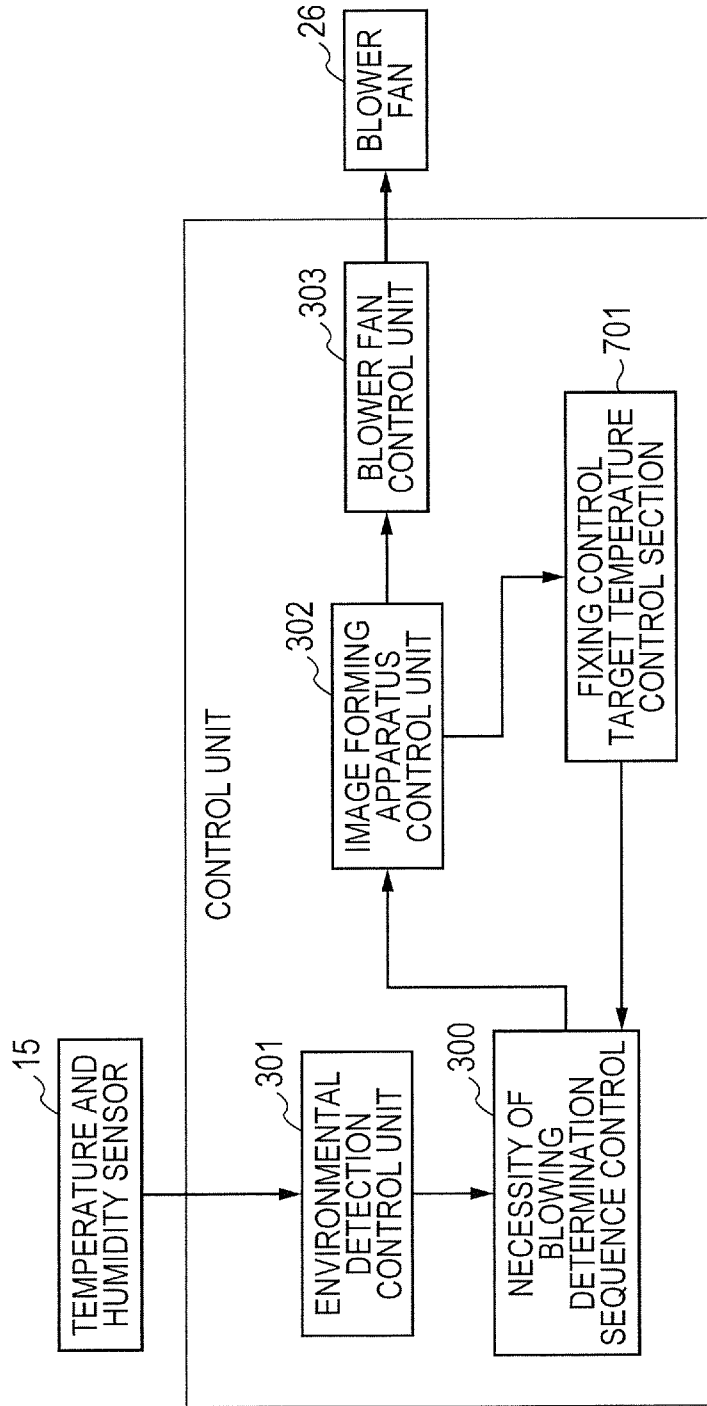 15
TEMPERATURE AND
HUMIDITY SENSOR
CONTROL UNIT
301
ENVIRONMENTAL
DETECTION
CONTROL UNIT
300
NECESSITY OF
BLOWING
DETERMINATION
SEQUENCE CONTROL
302
IMAGE FORMING
APPARATUS
CONTROL UNIT
303
BLOWER FAN
CONTROL UNIT
26
BLOWER
FAN
701
FIXING CONTROL
TARGET TEMPERATURE
CONTROL SECTION